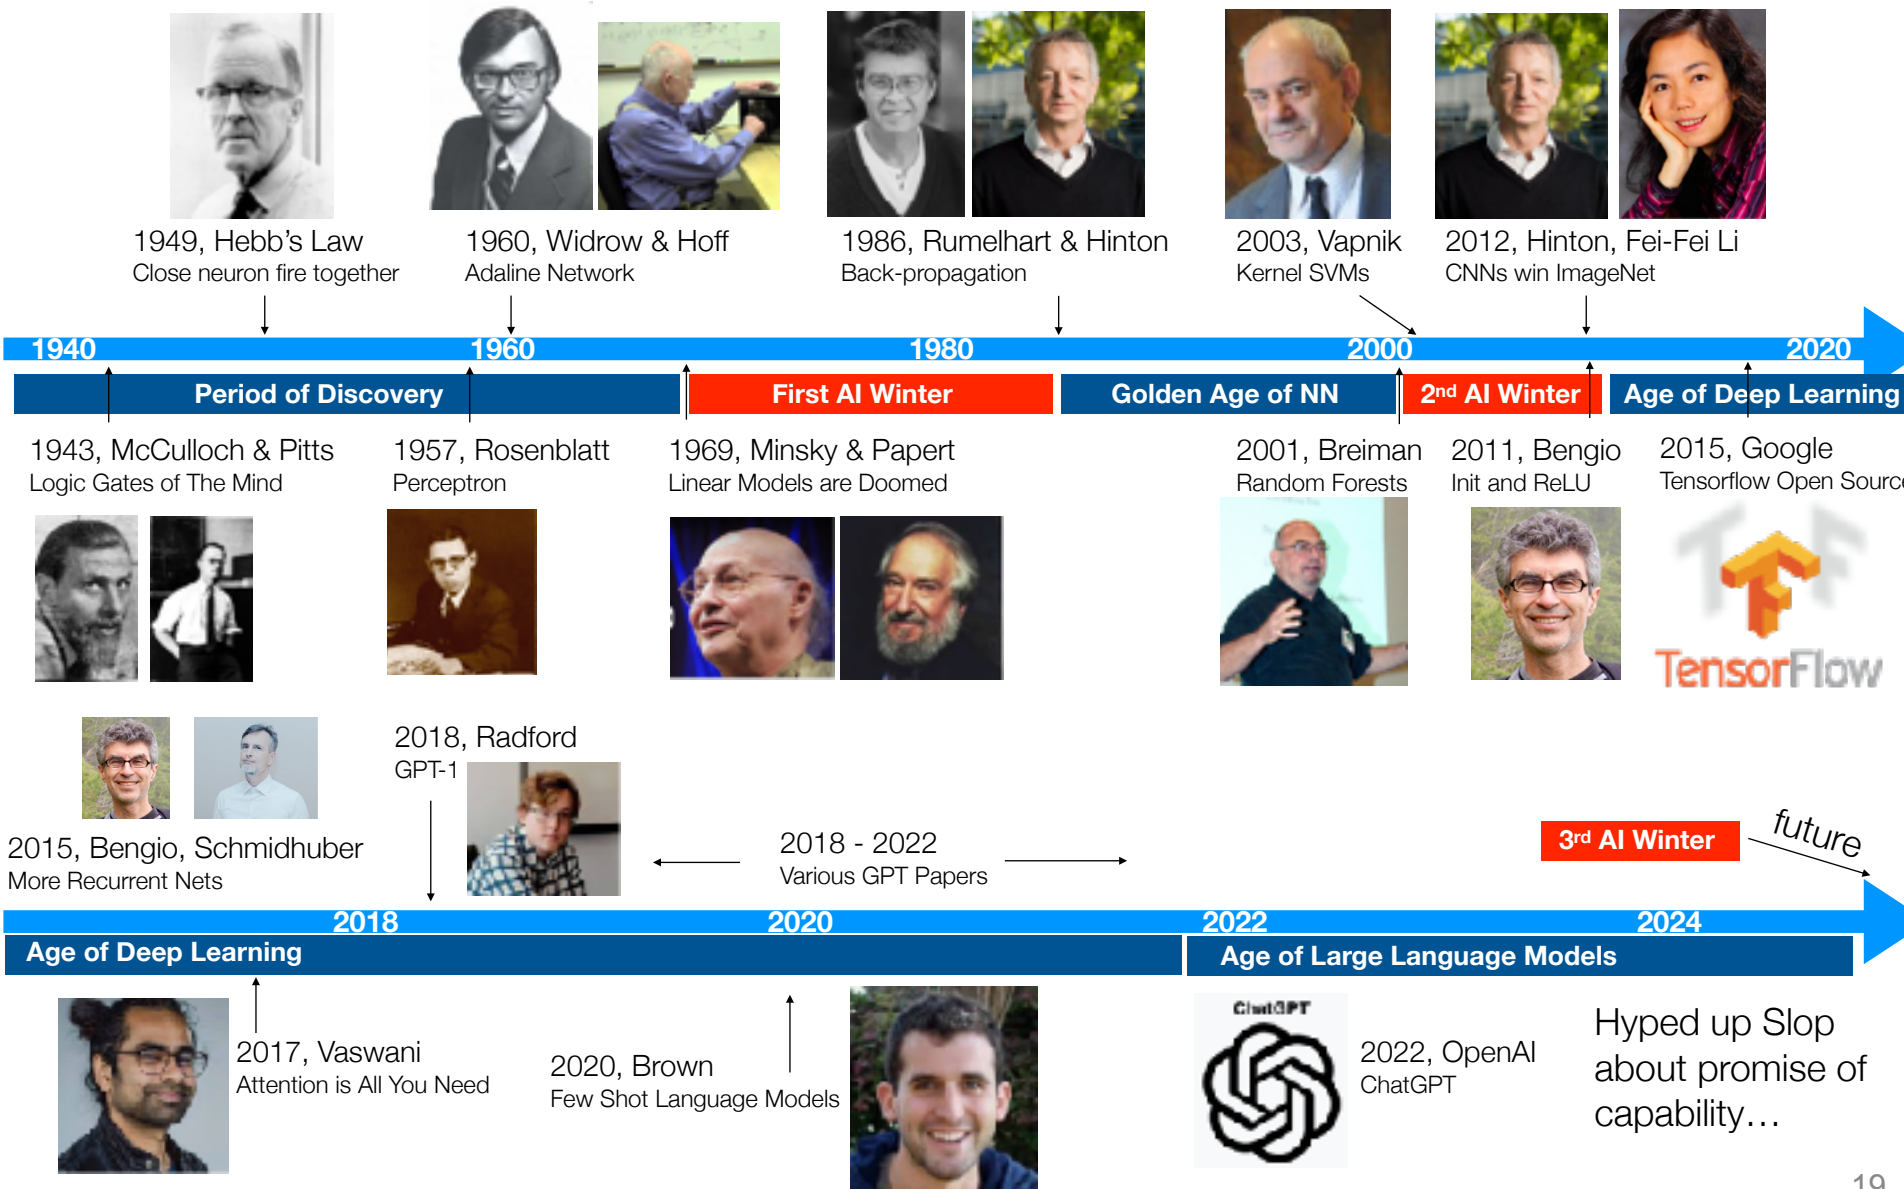 1949, Hebb's Law
Close neuron fire together
1960, Widrow & Hoff
Adaline Network
1986, Rumelhart & Hinton
Back-propagation
2003, Vapnik
Kernel SVMs
2012, Hinton, Fei-Fei Li
CNNs win ImageNet
1940 1960 1980 2000 2020
Period of Discovery First AI Winter Golden Age of NN 2nd AI Winter Age of Deep Learning
1943, McCulloch & Pitts
Logic Gates of The Mind
1957, Rosenblatt
Perceptron
1969, Minsky & Papert
Linear Models are Doomed
2001, Breiman
Random Forests
2011, Bengio
Init and ReLU
2015, Google
Tensorflow Open Source
TensorFlow
2015, Bengio, Schmidhuber
More Recurrent Nets
2018, Radford
GPT-1
2018 - 2022
Various GPT Papers
3rd AI Winter
future
2018 2020 2022 2024
Age of Deep Learning Age of Large Language Models
2017, Vaswani
Attention is All You Need
2020, Brown
Few Shot Language Models
ChatGPT
2022, OpenAI
ChatGPT
Hyped up Slop
about promise of
capability…
19